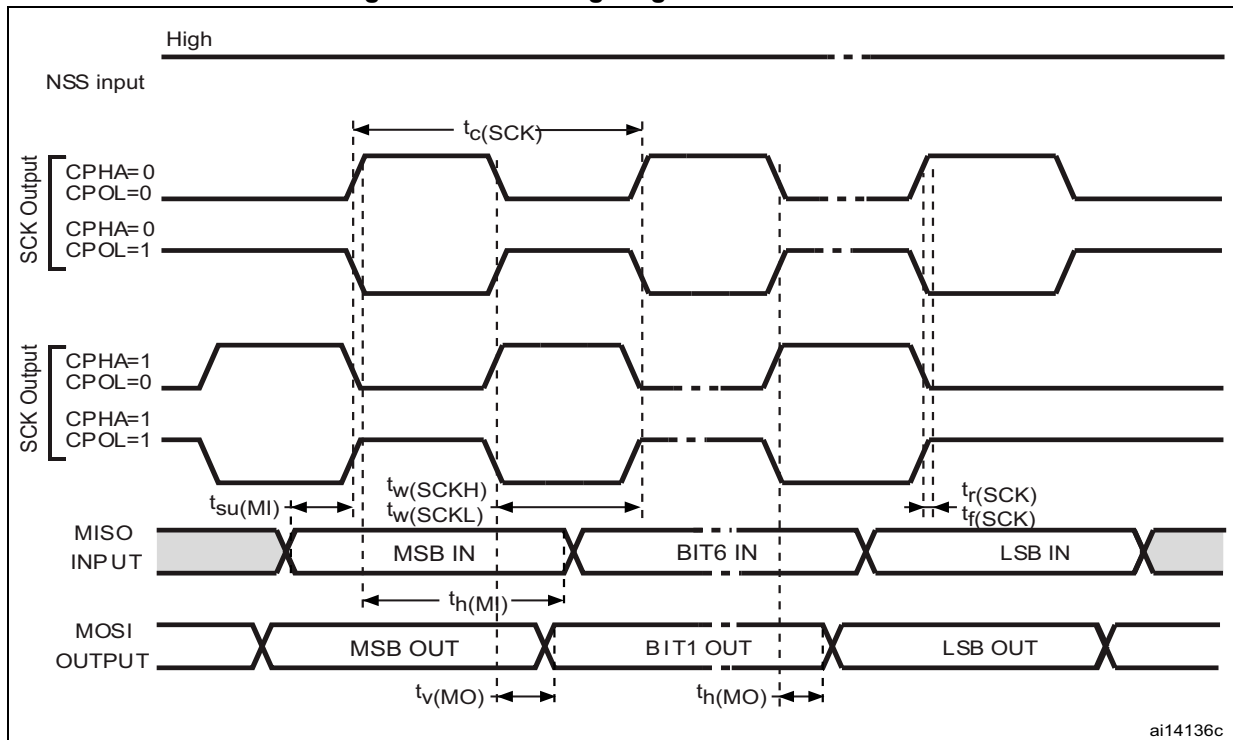 High
NSS input
tc(SCK)
SCK Output
CPHA=0
CPOL=0
CPHA=0
CPOL=1
SCK Output
CPHA=1
CPOL=0
CPHA=1
CPOL=1
tsu(MI)
tw(SCKH)
tw(SCKL)
tr(SCK)
tf(SCK)
MISO
INPUT
MSB IN
BIT6 IN
LSB IN
th(MI)
MOSI
OUTPUT
MSB OUT
BIT1 OUT
LSB OUT
tv(MO)
th(MO)
ai14136c